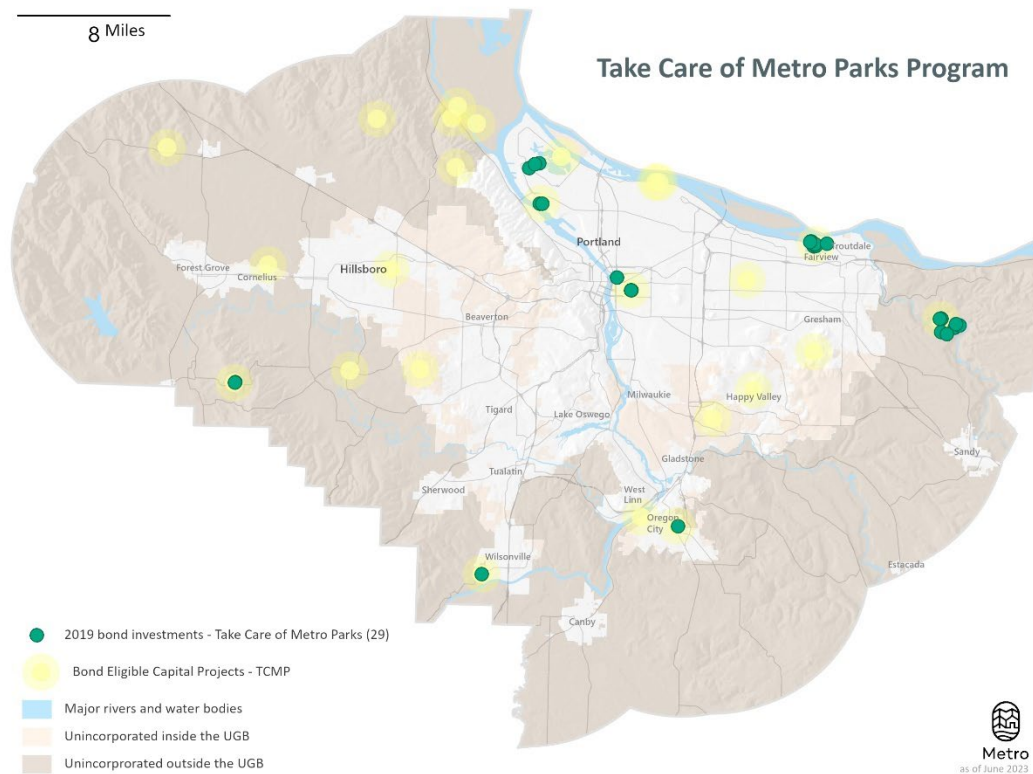 8 Miles
Take Care of Metro Parks Program
Portland
Troutdale
Fairview
Forest Grove
Cornelius
Hillsboro
Beaverton
Gresham
Milwaukie
Happy Valley
Tigard
Lake Oswego
Gladstone
Sandy
Tualatin
Sherwood
West
Linn
Oregon
City
Wilsonville
Estacada
Canby
2019 bond investments - Take Care of Metro Parks (29)
Bond Eligible Capital Projects - TCMP
Major rivers and water bodies
Unincorporated inside the UGB
Unincroprorated outside the UGB
Metro
as of June 2023